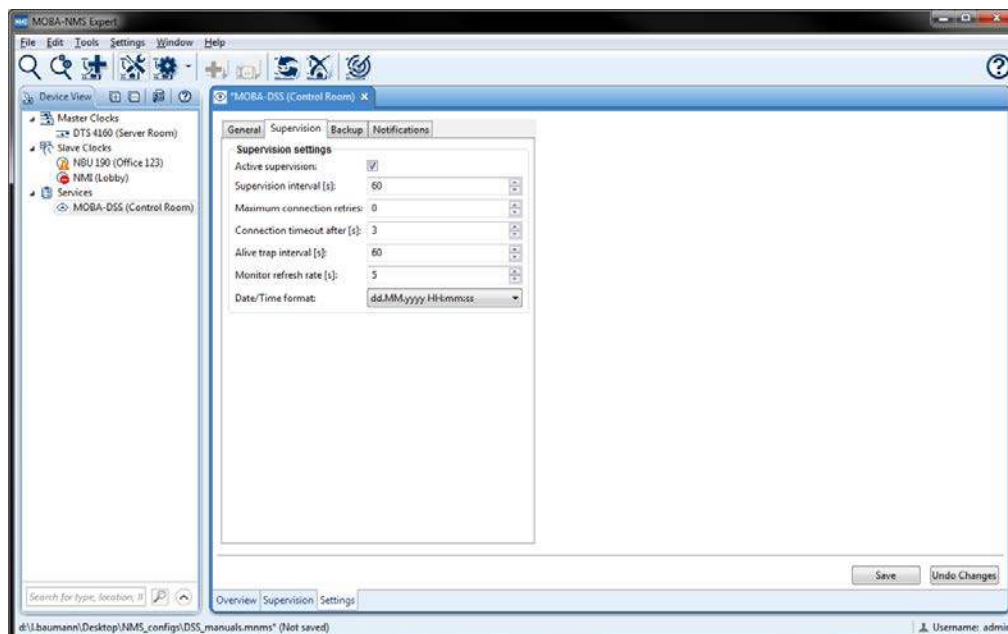 MOBA-NMS Expert
File Edit Tools Settings Window Help
Device View
*MOBA-DSS (Control Room)
Master Clocks
DTS 4160 (Server Room)
Slave Clocks
NBU 190 (Office 123)
NMI (Lobby)
Services
MOBA-DSS (Control Room)
General Supervision Backup Notifications
Supervision settings
Active supervision:
Supervision interval [s]: 60
Maximum connection retries: 0
Connection timeout after [s]: 3
Alive trap interval [s]: 60
Monitor refresh rate [s]: 5
Date/Time format: dd.MM.yyyy HH:mm:ss
Save Undo Changes
Search for type, location, 
Overview Supervision Settings
d:\l.baumann\Desktop\NMS_configs\DSS_manuals.mnms* (Not saved)
Username: admi